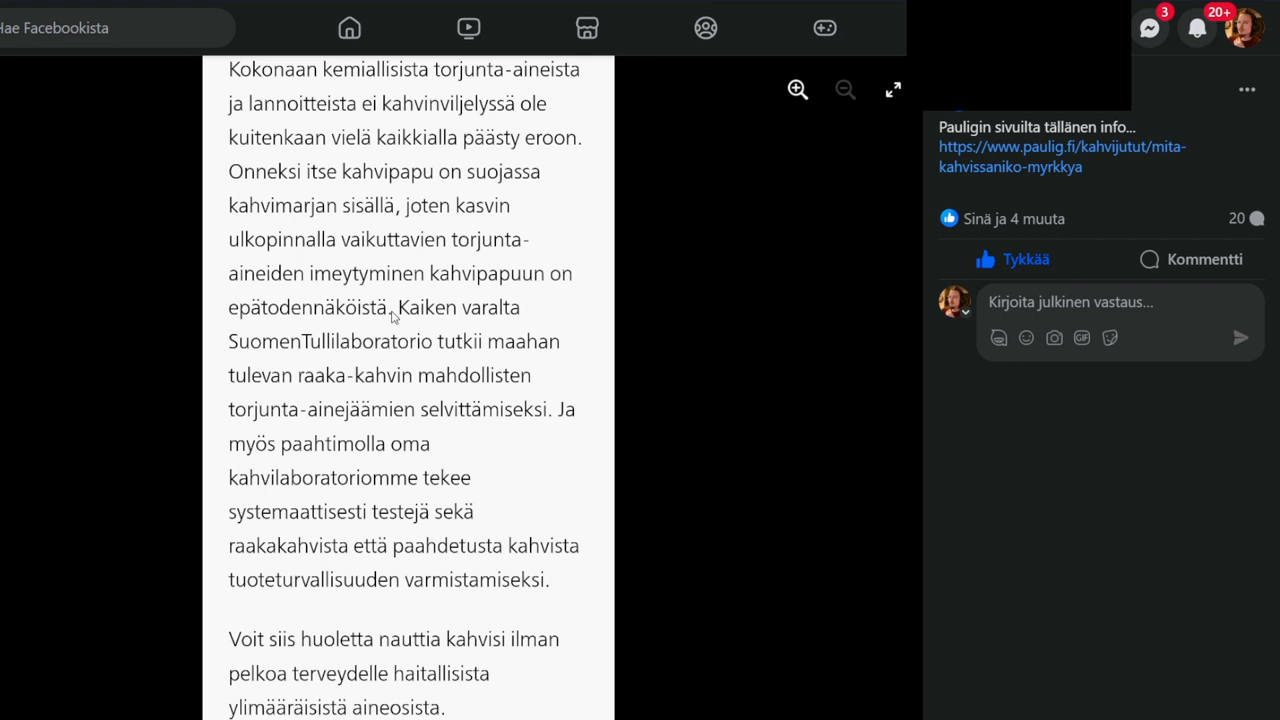 Hae Facebookista
3
20+
Kokonaan kemiallisista torjunta-aineista
ja lannoitteista ei kahvinviljelyssä ole
kuitenkaan vielä kaikkialla päästy eroon.
Onneksi itse kahvipapu on suojassa
kahvimarjan sisällä, joten kasvin
ulkopinnalla vaikuttavien torjunta-
aineiden imeytyminen kahvipapuun on
epätodennäköistä. Kaiken varalta
SuomenTullilaboratorio tutkii maahan
tulevan raaka-kahvin mahdollisten
torjunta-ainejäämien selvittämiseksi. Ja
myös paahtimolla oma
kahvilaboratoriomme tekee
systemaattisesti testejä sekä
raakakahvista että paahdetusta kahvista
tuoteturvallisuuden varmistamiseksi.
Voit siis huoletta nauttia kahvisi ilman
pelkoa terveydelle haitallisista
ylimääräisistä aineosista.
Pauligin sivuilta tällänen info...
https://www.paulig.fi/kahvijutut/mita-
kahvissaniko-myrkkya
Sinä ja 4 muuta
20
Tykkää
Kommentti
Kirjoita julkinen vastaus...
GIF